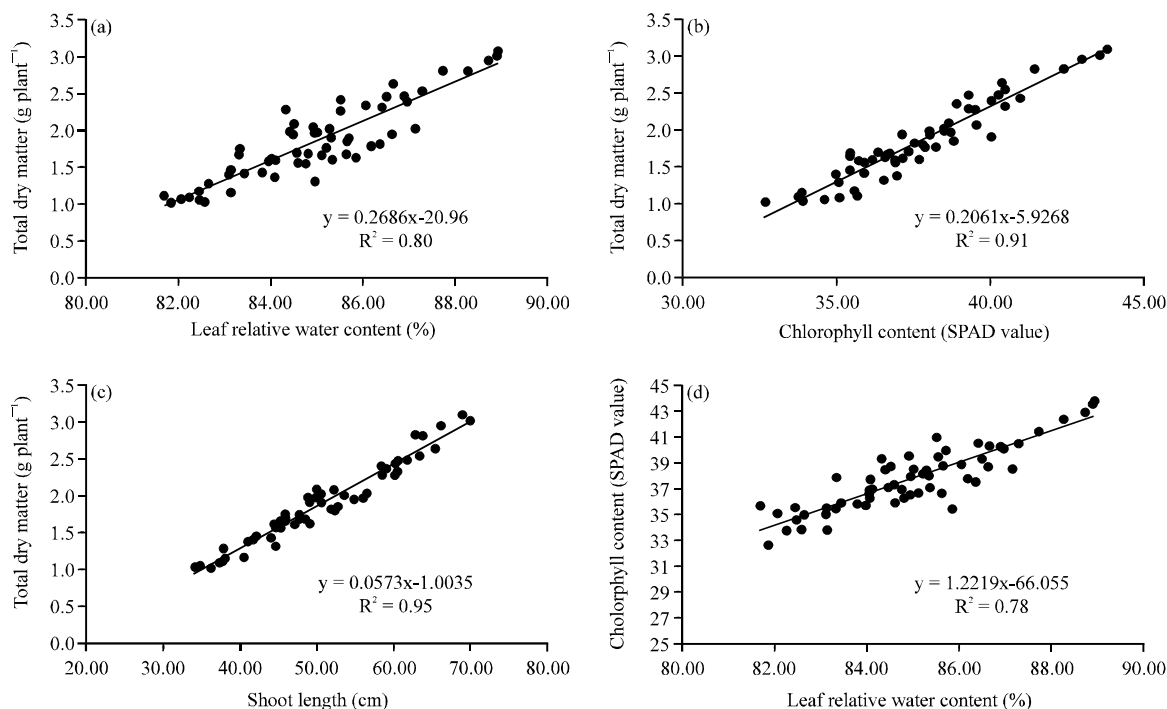 (a)
Total dry matter (g plant⁻¹)
3.5
3.0
2.5
2.0
1.5
1.0
0.5
0.0
y = 0.2686x-20.96
R² = 0.80
80.00 82.00 84.00 86.00 88.00 90.00
Leaf relative water content (%)
(b)
Total dry matter (g plant⁻¹)
3.5
3.0
2.5
2.0
1.5
1.0
0.5
0.0
y = 0.2061x-5.9268
R² = 0.91
30.00 35.00 40.00 45.00
Chlorophyll content (SPAD value)
(c)
Total dry matter (g plant⁻¹)
3.5
3.0
2.5
2.0
1.5
1.0
0.5
0.0
y = 0.0573x-1.0035
R² = 0.95
20.00 30.00 40.00 50.00 60.00 70.00 80.00
Shoot length (cm)
(d)
Cholorphyll content (SPAD value)
45
43
41
39
37
35
33
31
29
27
25
y = 1.2219x-66.055
R² = 0.78
80.00 82.00 84.00 86.00 88.00 90.00
Leaf relative water content (%)